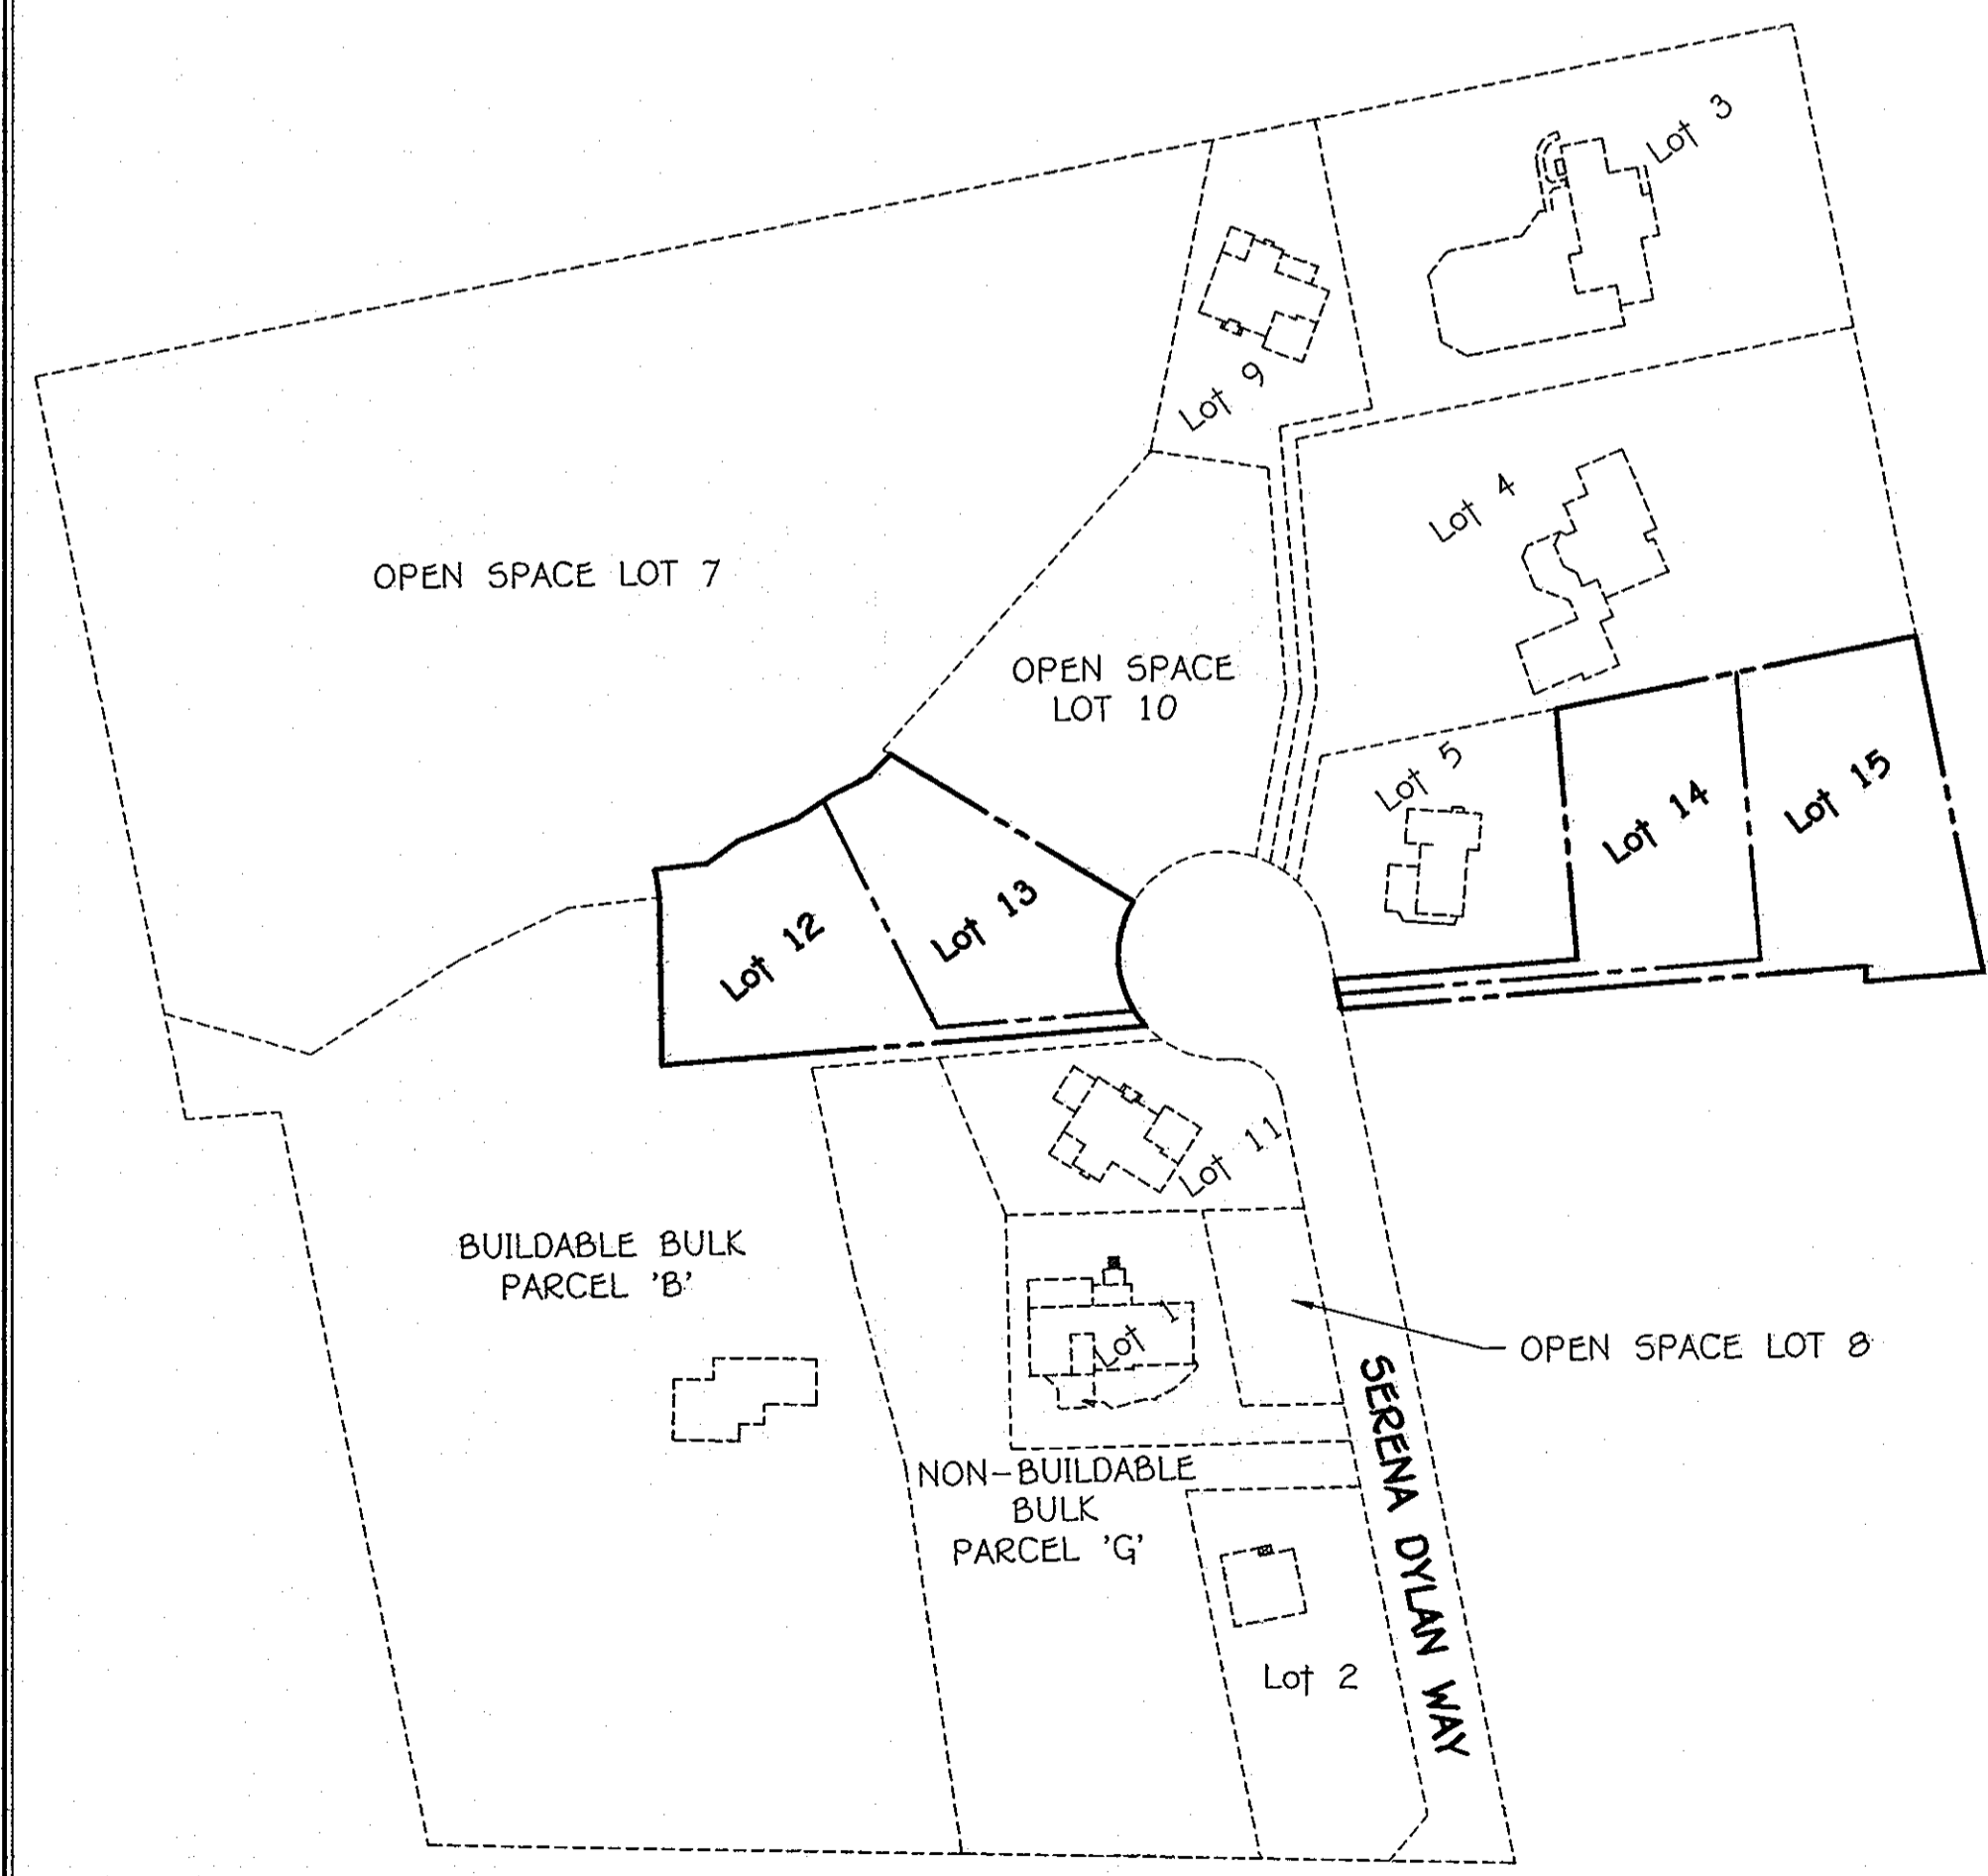 Lot 3
Lot 9
Lot 4
OPEN SPACE LOT 7
OPEN SPACE
LOT 10
Lot 5
Lot 14
Lot 15
Lot 12
Lot 13
Lot 11
BUILDABLE BULK
PARCEL 'B'
Lot 1
OPEN SPACE LOT 8
NON-BUILDABLE
BULK
PARCEL 'G'
SERENA DYLAN WAY
Lot 2